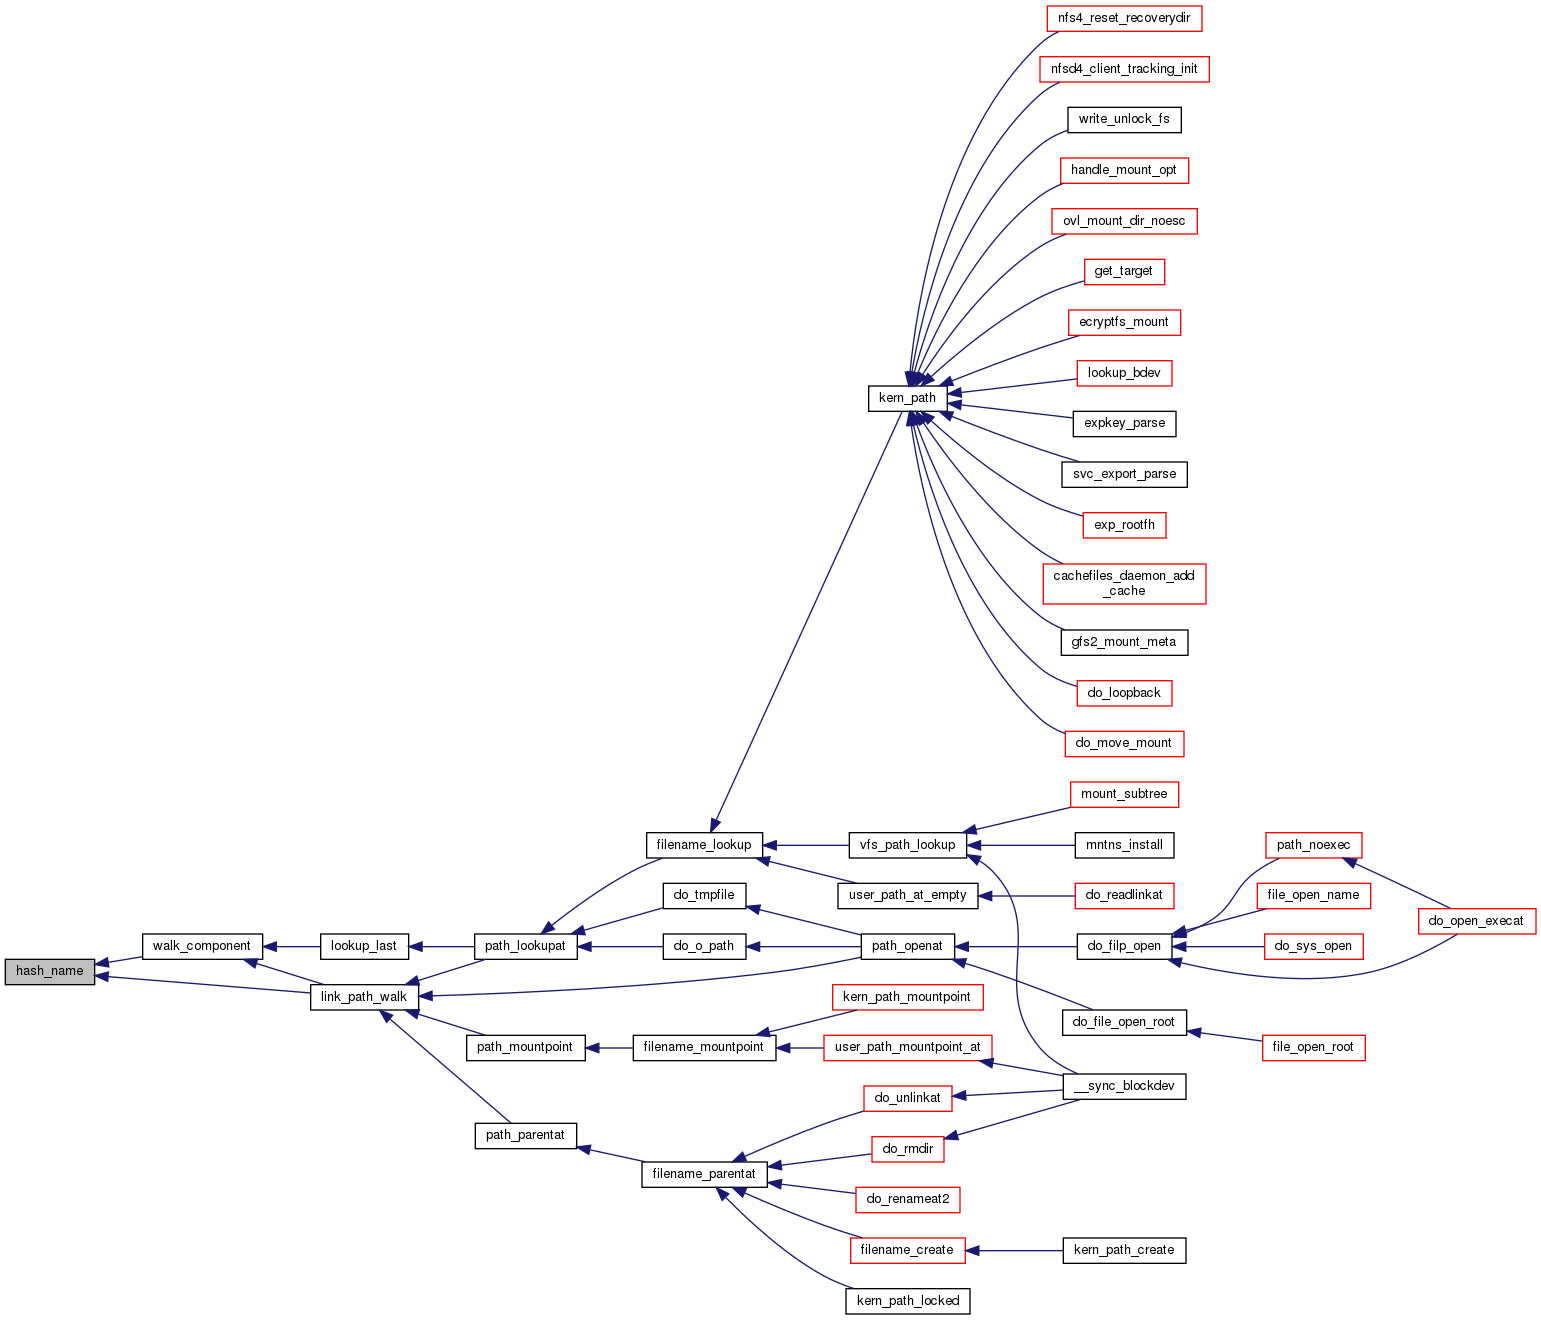 nfs4_reset_recoverydir
nfsd4_client_tracking_init
write_unlock_fs
handle_mount_opt
ovl_mount_dir_noesc
get_target
ecryptfs_mount
lookup_bdev
kern_path
expkey_parse
svc_export_parse
exp_rootfh
cachefiles_daemon_add
_cache
gfs2_mount_meta
do_loopback
do_move_mount
mount_subtree
filename_lookup
vfs_path_lookup
mntns_install
path_noexec
do_tmpfile
user_path_at_empty
do_readlinkat
file_open_name
do_open_execat
walk_component
lookup_last
path_lookupat
do_o_path
path_openat
do_filp_open
do_sys_open
hash_name
link_path_walk
kern_path_mountpoint
do_file_open_root
path_mountpoint
filename_mountpoint
user_path_mountpoint_at
file_open_root
__sync_blockdev
do_unlinkat
path_parentat
do_rmdir
filename_parentat
do_renameat2
filename_create
kern_path_create
kern_path_locked